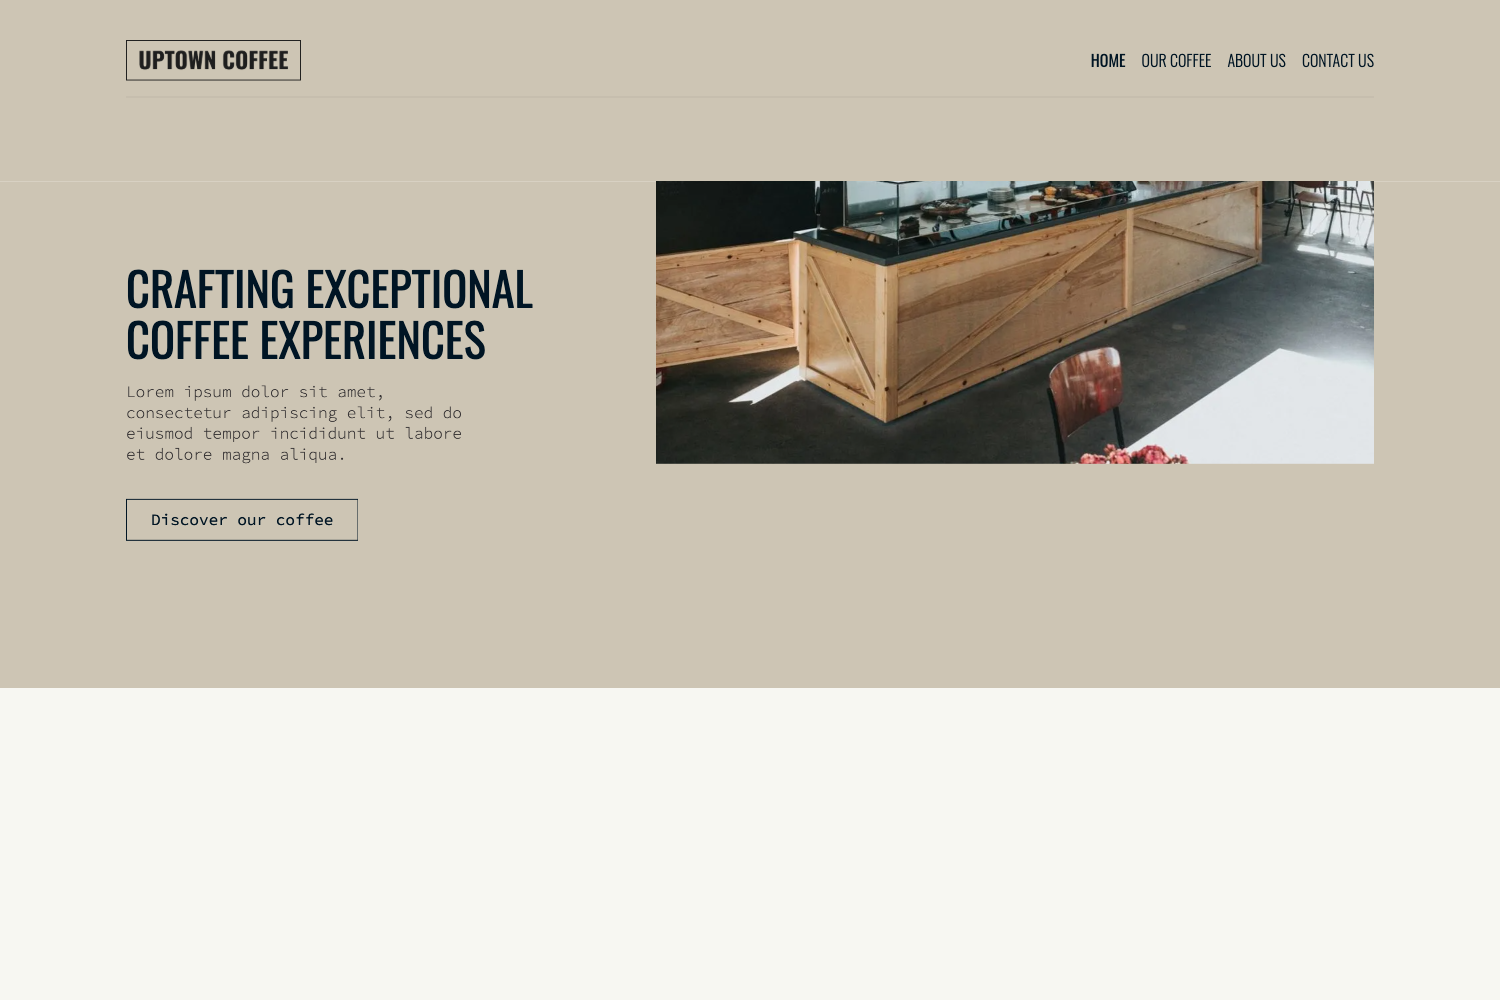 UPTOWN COFFEE
HOME OUR COFFEE ABOUT US CONTACT US
CRAFTING EXCEPTIONAL
COFFEE EXPERIENCES
Lorem ipsum dolor sit amet,
consectetur adipiscing elit, sed do
eiusmod tempor incididunt ut labore
et dolore magna aliqua.
Discover our coffee